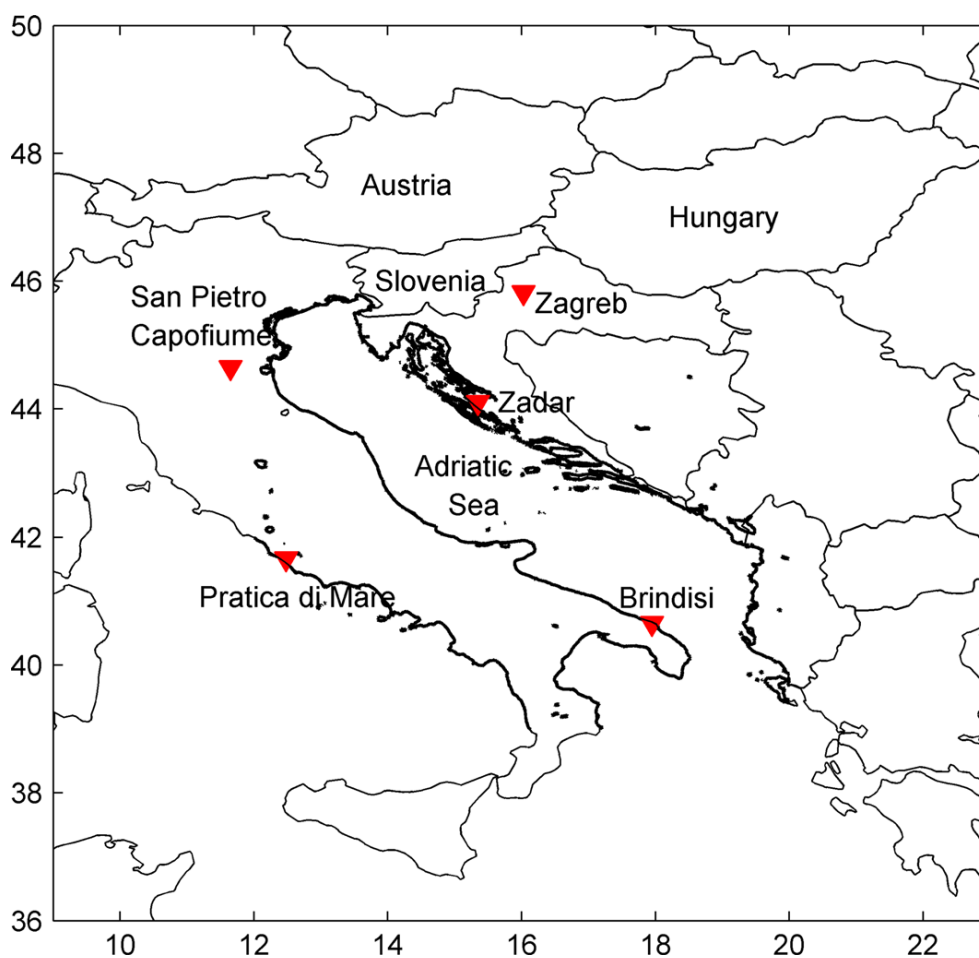 50
48
46
44
42
40
38
36
Austria
Hungary
Slovenia
San Pietro
Capofiume
Zagreb
Zadar
Adriatic
Sea
Pratica di Mare
Brindisi
10 12 14 16 18 20 22